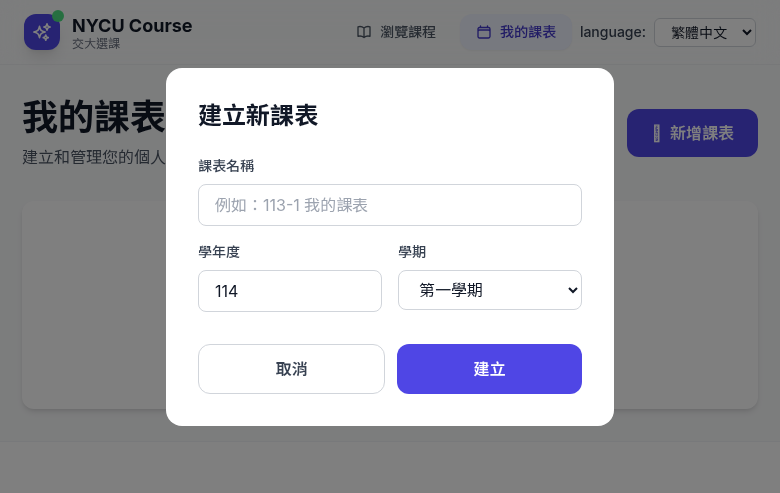 NYCU Course
交大選課
瀏覽課程
我的課表
language:
繁體中文
我的課表
建立和管理您的個人
新增課表
建立新課表
課表名稱
例如：113-1 我的課表
學年度
學期
114
第一學期
取消
建立